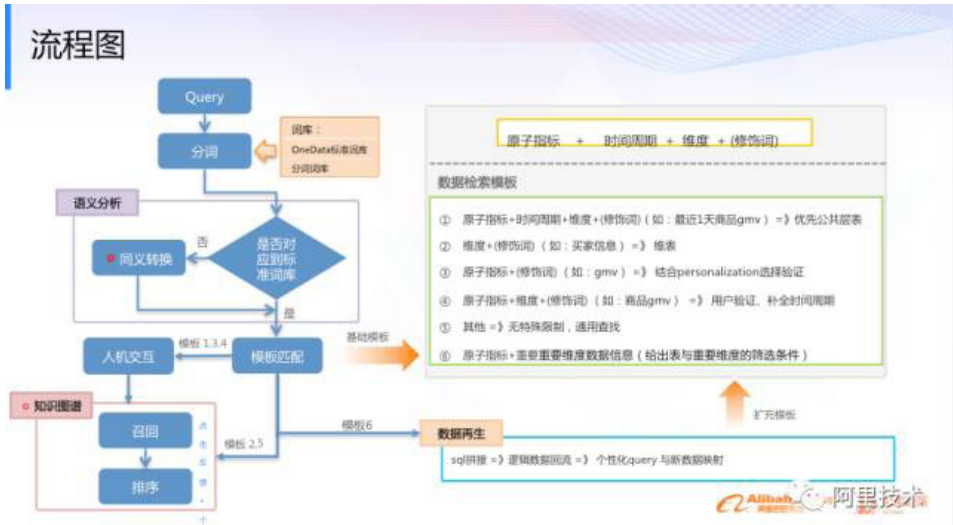 流程图
Query
分词
词库：
OneData标准词库
分词词库
语义分析
是否对
应到标
准词库
否
同义转换
是
人机交互
模板 1.3.4
模板匹配
基础模板
知识图谱
召回
排序
模板 2.5
模板6
原子指标 + 时间周期 + 维度 + (修饰词)
数据检索模板
① 原子指标+时间周期+维度+(修饰词)（如：最近1天商品gmv ）=》优先公共层表
② 维度+(修饰词) （如：买家信息）=》 维表
③ 原子指标+(修饰词) （如：gmv ） =》 结合personalization选择验证
④ 原子指标+维度+(修饰词)（如：商品gmv ） =》 用户验证、补全时间周期
⑤ 其他 =》无特殊限制，通用查找
⑥ 原子指标+重要重要维度数据信息（给出表与重要维度的筛选条件）
扩充模板
数据再生
sql拼接 =》逻辑数据回流 =》 个性化query 与新数据映射
Alibaba
阿里技术